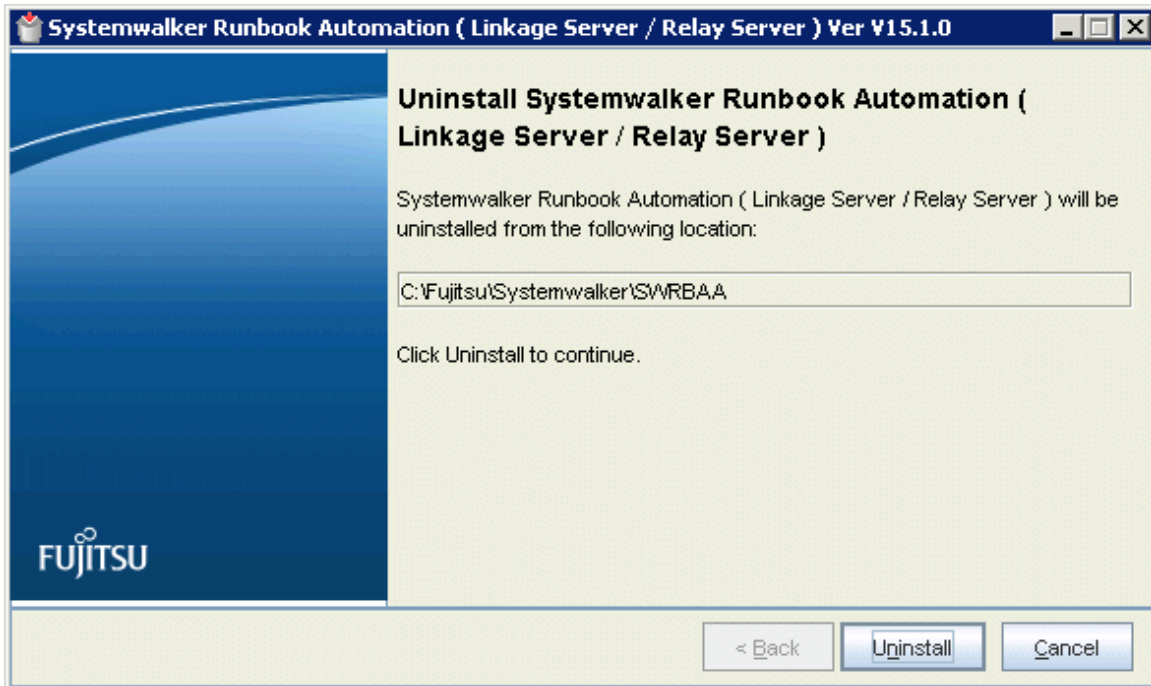 Systemwalker Runbook Automation ( Linkage Server / Relay Server ) Ver V15.1.0
Uninstall Systemwalker Runbook Automation (
Linkage Server / Relay Server )
Systemwalker Runbook Automation ( Linkage Server / Relay Server ) will be
uninstalled from the following location:
C:\Fujitsu\Systemwalker\SWRBAA
Click Uninstall to continue.
FUJITSU
< Back
Uninstall
Cancel